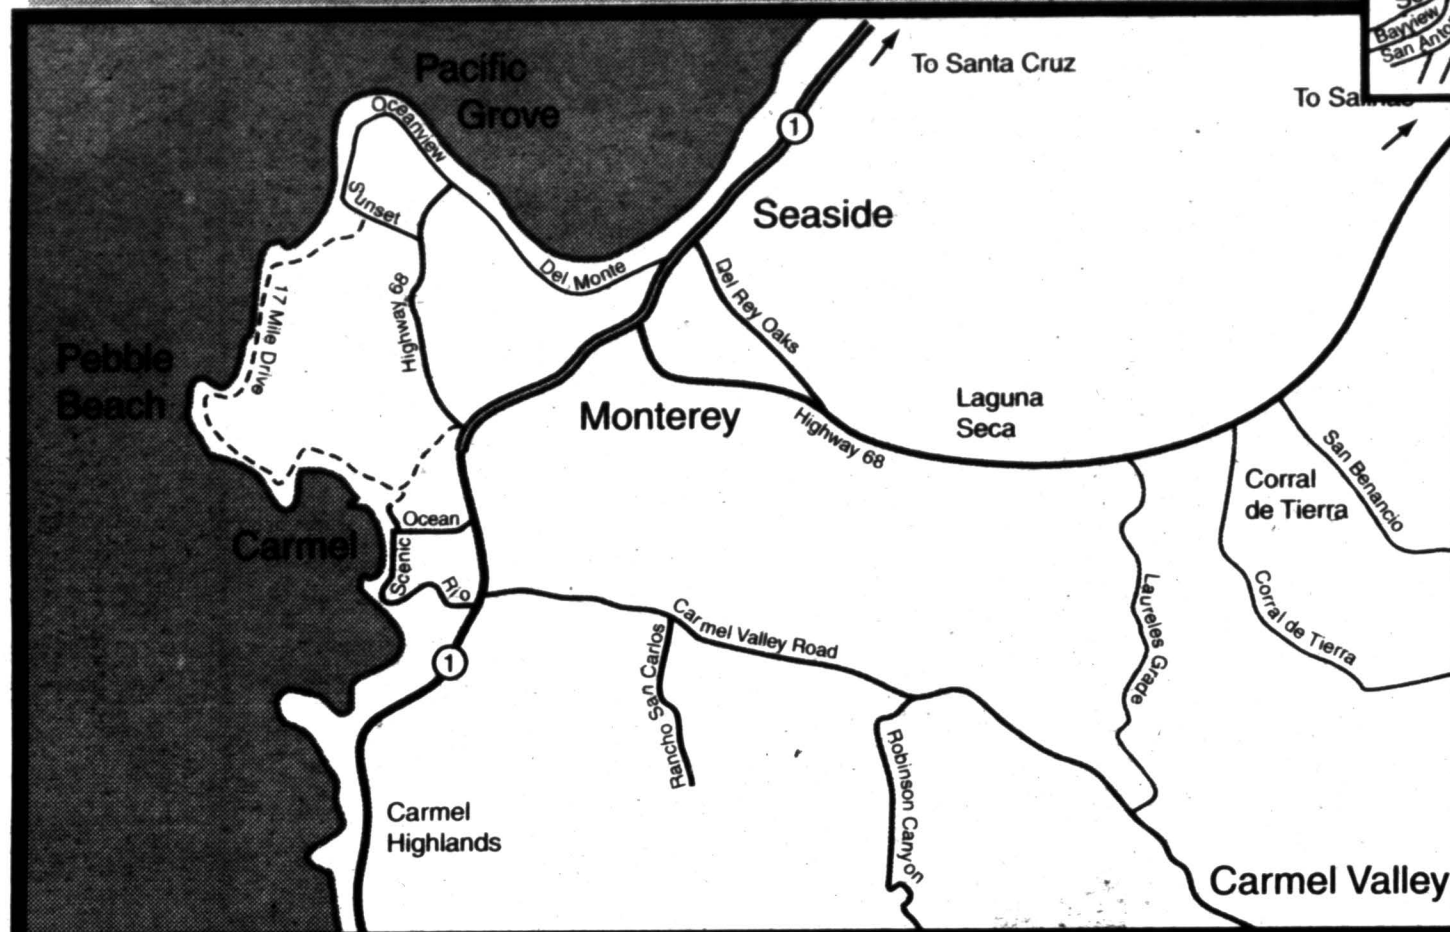 Bayview
San Anto
To Santa Cruz
To Salinas
Pacific
Grove
Oceanview
1
Seaside
Sunset
Del Monte
Del Rey Oaks
17 Mile Drive
Highway 68
Pebble
Beach
Monterey
Highway 68
Laguna
Seca
San Benancio
Corral
de Tierra
Ocean
Carmel
Scenic
Rio
Carmel Valley Road
Laureles Grade
Corral de Tierra
1
Rancho San Carlos
Robinson Canyon
Carmel
Highlands
Carmel Valley